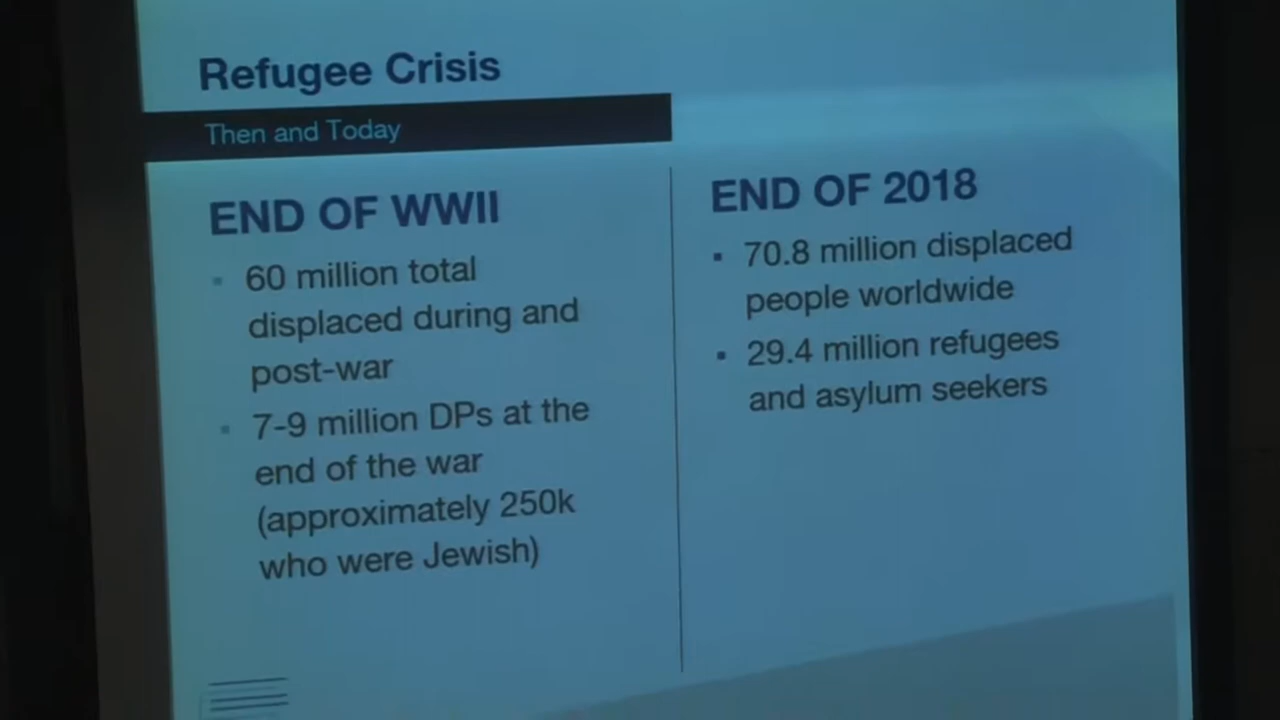 Refugee Crisis
Then and Today
END OF WWII
60 million total
displaced during and
post-war
7-9 million DPs at the
end of the war
(approximately 250k
who were Jewish)
END OF 2018
70.8 million displaced
people worldwide
29.4 million refugees
and asylum seekers